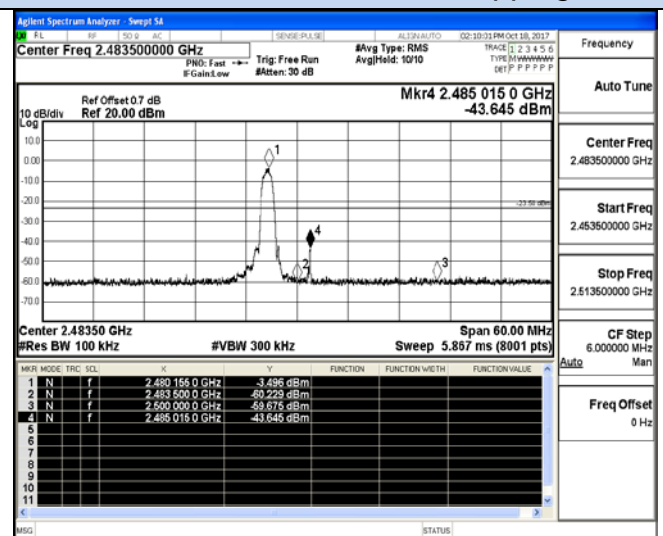 Agilent Spectrum Analyzer - Swept SA
RL RF 50 Ω AC SENSE:PULSE ALIGN AUTO 02:10:31 PM Oct 18, 2017
Center Freq 2.483500000 GHz #Avg Type: RMS TRACE 1 2 3 4 5 6 Frequency
PNO: Fast Trig: Free Run Avg|Hold: 10/10 TYPE M WWWWW
IFGain:Low #Atten: 30 dB DET P P P P P P
Auto Tune
Ref Offset 0.7 dB Mkr4 2.485 015 0 GHz
10 dB/div Ref 20.00 dBm -43.645 dBm
Log
10.0
0.00
-10.0
-20.0
-30.0
-40.0
-50.0
-60.0
-70.0
1
2
3
4
Center Freq
2.483500000 GHz
Start Freq
2.453500000 GHz
Stop Freq
2.513500000 GHz
CF Step
6.000000 MHz
Auto Man
Freq Offset
0 Hz
Center 2.48350 GHz Span 60.00 MHz
#Res BW 100 kHz #VBW 300 kHz Sweep 5.867 ms (8001 pts)
MKR MODE TRC SCL X Y FUNCTION FUNCTION WIDTH FUNCTION VALUE
1 N f 2.480 155 0 GHz -3.496 dBm
2 N f 2.483 500 0 GHz -60.229 dBm
3 N f 2.500 000 0 GHz -59.675 dBm
4 N f 2.485 015 0 GHz -43.645 dBm
5
6
7
8
9
10
11
MSG STATUS